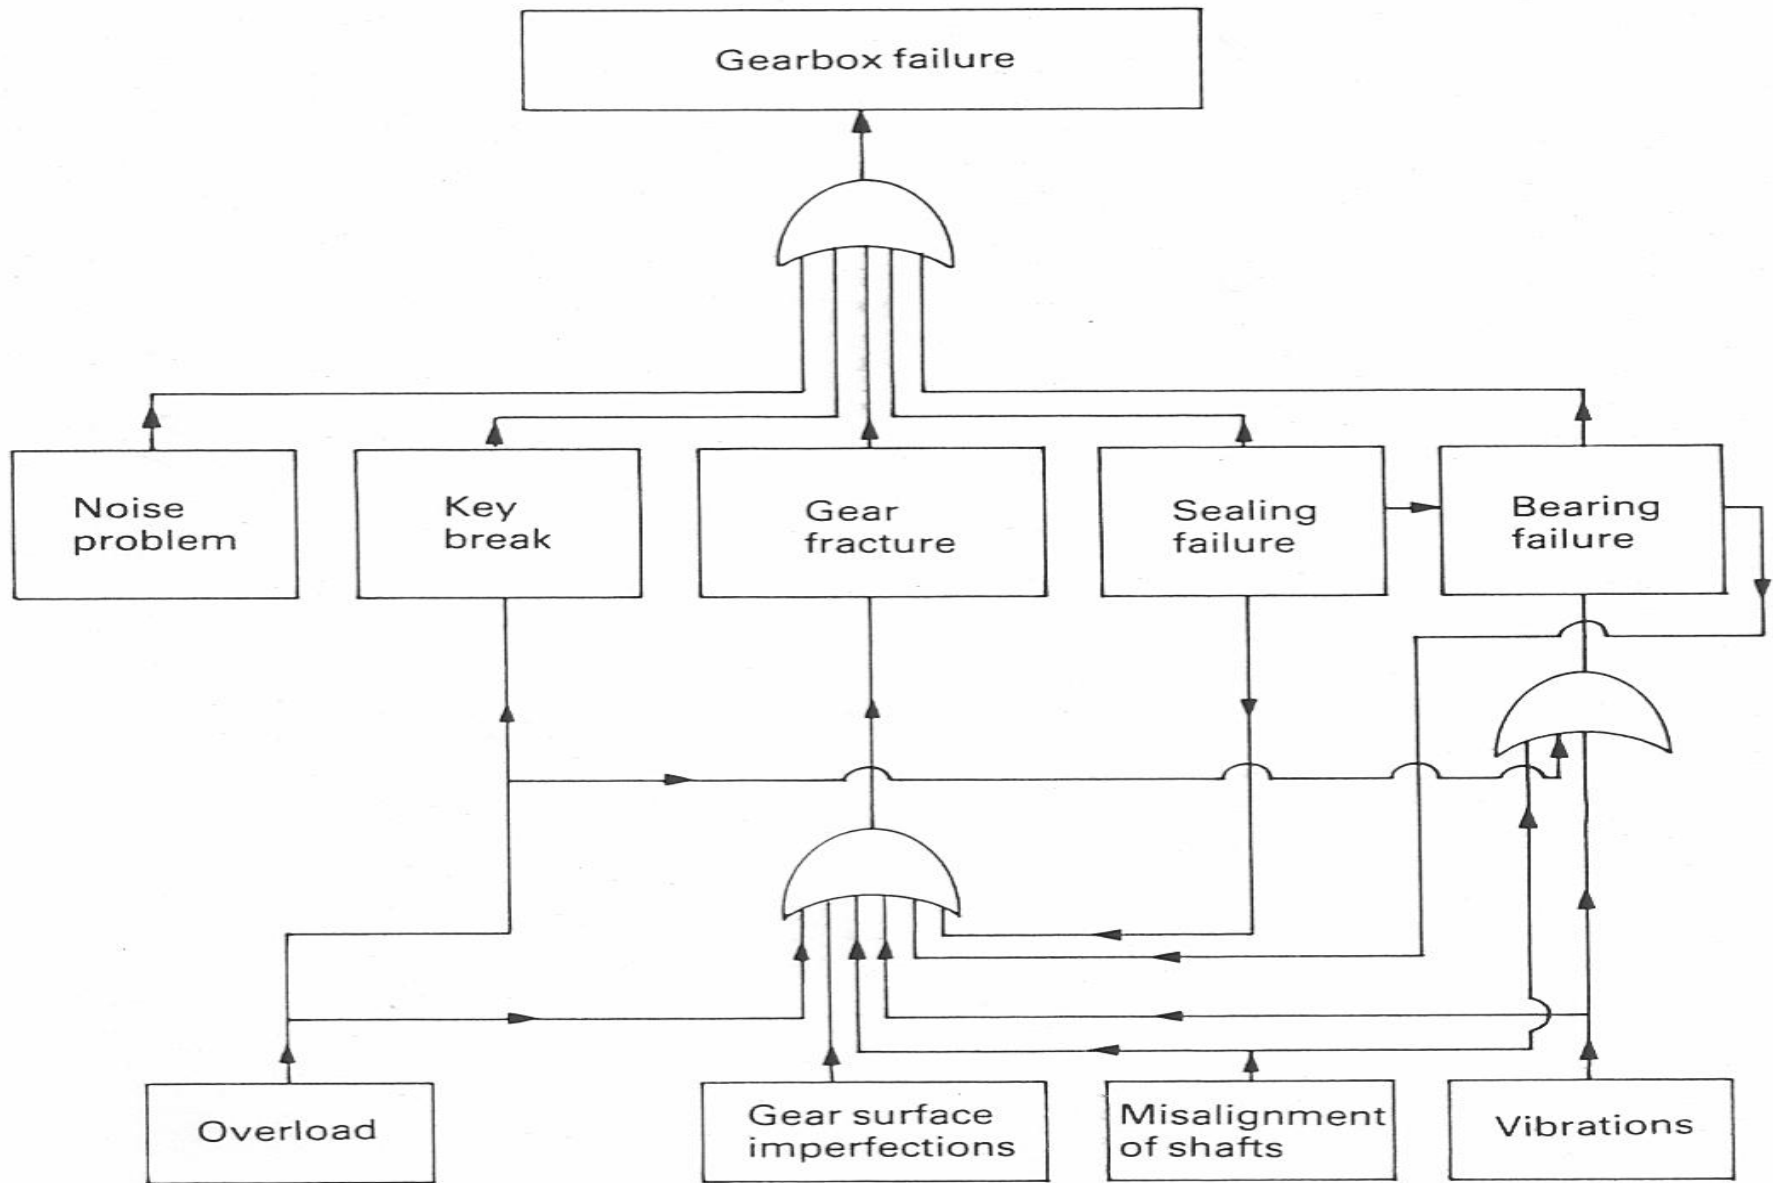 Gearbox failure
Noise
problem
Key
break
Gear
fracture
Sealing
failure
Bearing
failure
Overload
Gear surface
imperfections
Misalignment
of shafts
Vibrations